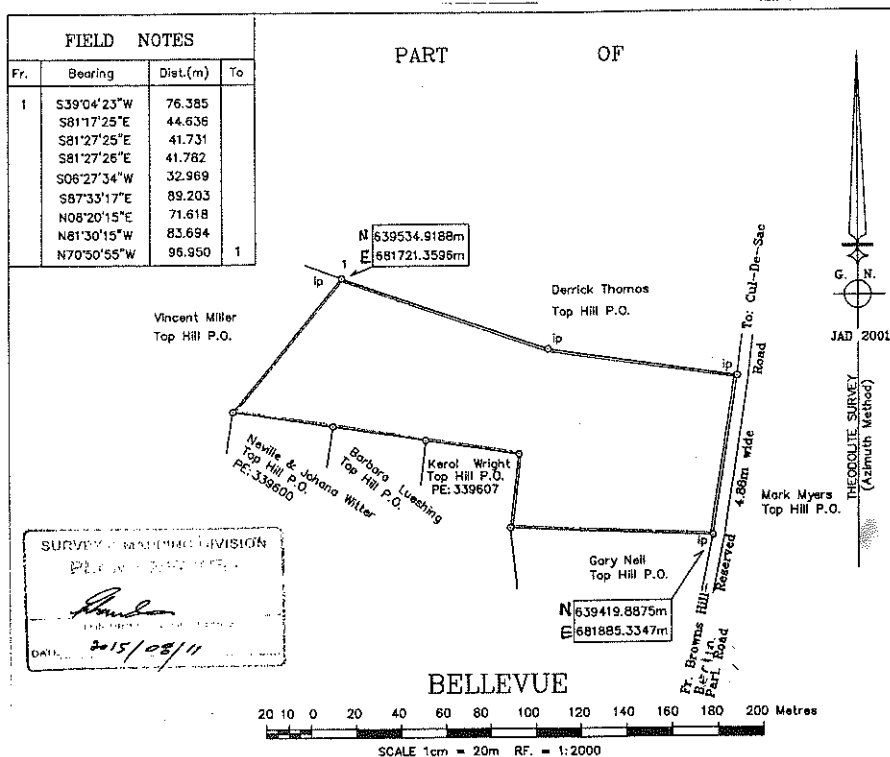 FIELD NOTES
Fr. Bearing Dist.(m) To
1 S39°04'23"W 76.385
S81°17'25"E 44.636
S81°27'25"E 41.731
S81°27'26"E 41.782
S06°27'34"W 32.969
S87°33'17"E 89.203
N08°20'15"E 71.618
N81°30'15"W 83.694
N70°50'55"W 96.950 1
PART OF
N 639534.9188m
E 681721.3596m
1
ip
Derrick Thomas
Top Hill P.O.
ip
ip
Vincent Miller
Top Hill P.O.
To: Cul-De-Sac
Road
4.88m wide
Reserved
G. N.
JAD 2001
THEODOLITE SURVEY
(Azimuth Method)
Neville & Johana Witter
Top Hill P.O.
PE: 339600
Barbara Lueshing
Top Hill P.O.
Kerol Wright
Top Hill P.O.
PE: 339607
Mark Myers
Top Hill P.O.
ip
Gary Neil
Top Hill P.O.
N 639419.8875m
E 681885.3347m
Fr. Browns Hill
Berlin
Pari. Road
SURVEY & MAPPING DIVISION
DATE 2015/08/11
BELLEVUE
20 10 0 20 40 60 80 100 120 140 160 180 200 Metres
SCALE 1cm = 20m RF. = 1:2000